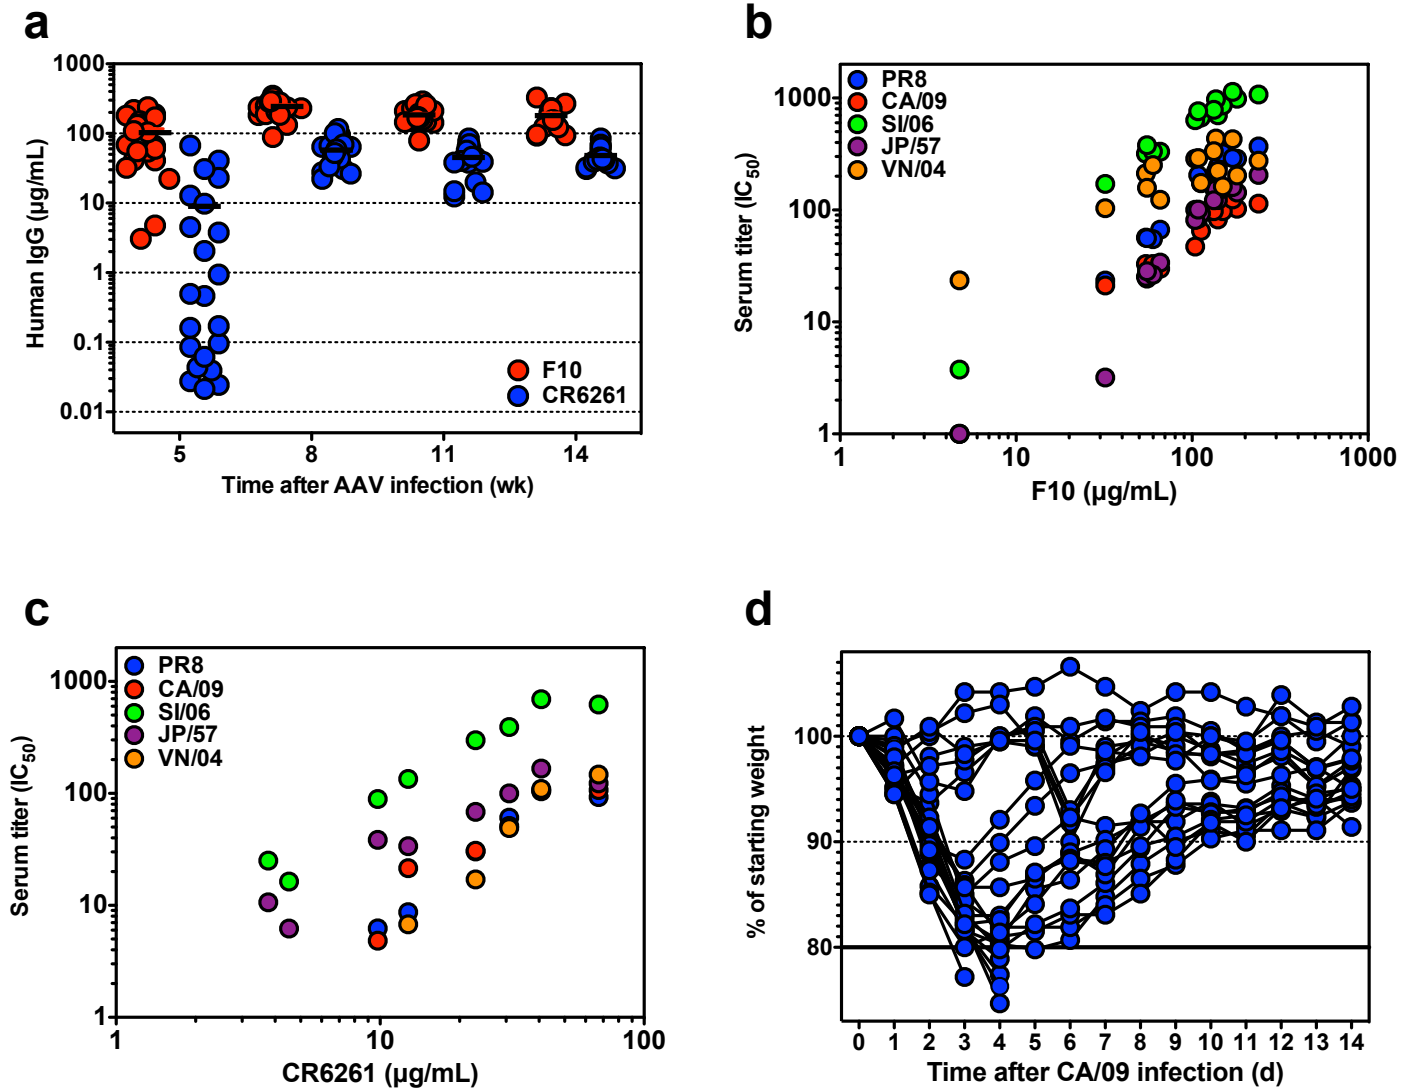 a
1000
100
10
1
0.1
0.01
Human IgG (µg/mL)
F10
CR6261
5 8 11 14
Time after AAV infection (wk)
b
PR8
CA/09
SI/06
JP/57
VN/04
1000
100
10
1
Serum titer (IC50)
1 10 100 1000
F10 (µg/mL)
c
PR8
CA/09
SI/06
JP/57
VN/04
1000
100
10
1
Serum titer (IC50)
1 10 100
CR6261 (µg/mL)
d
100
90
80
% of starting weight
0 1 2 3 4 5 6 7 8 9 10 11 12 13 14
Time after CA/09 infection (d)